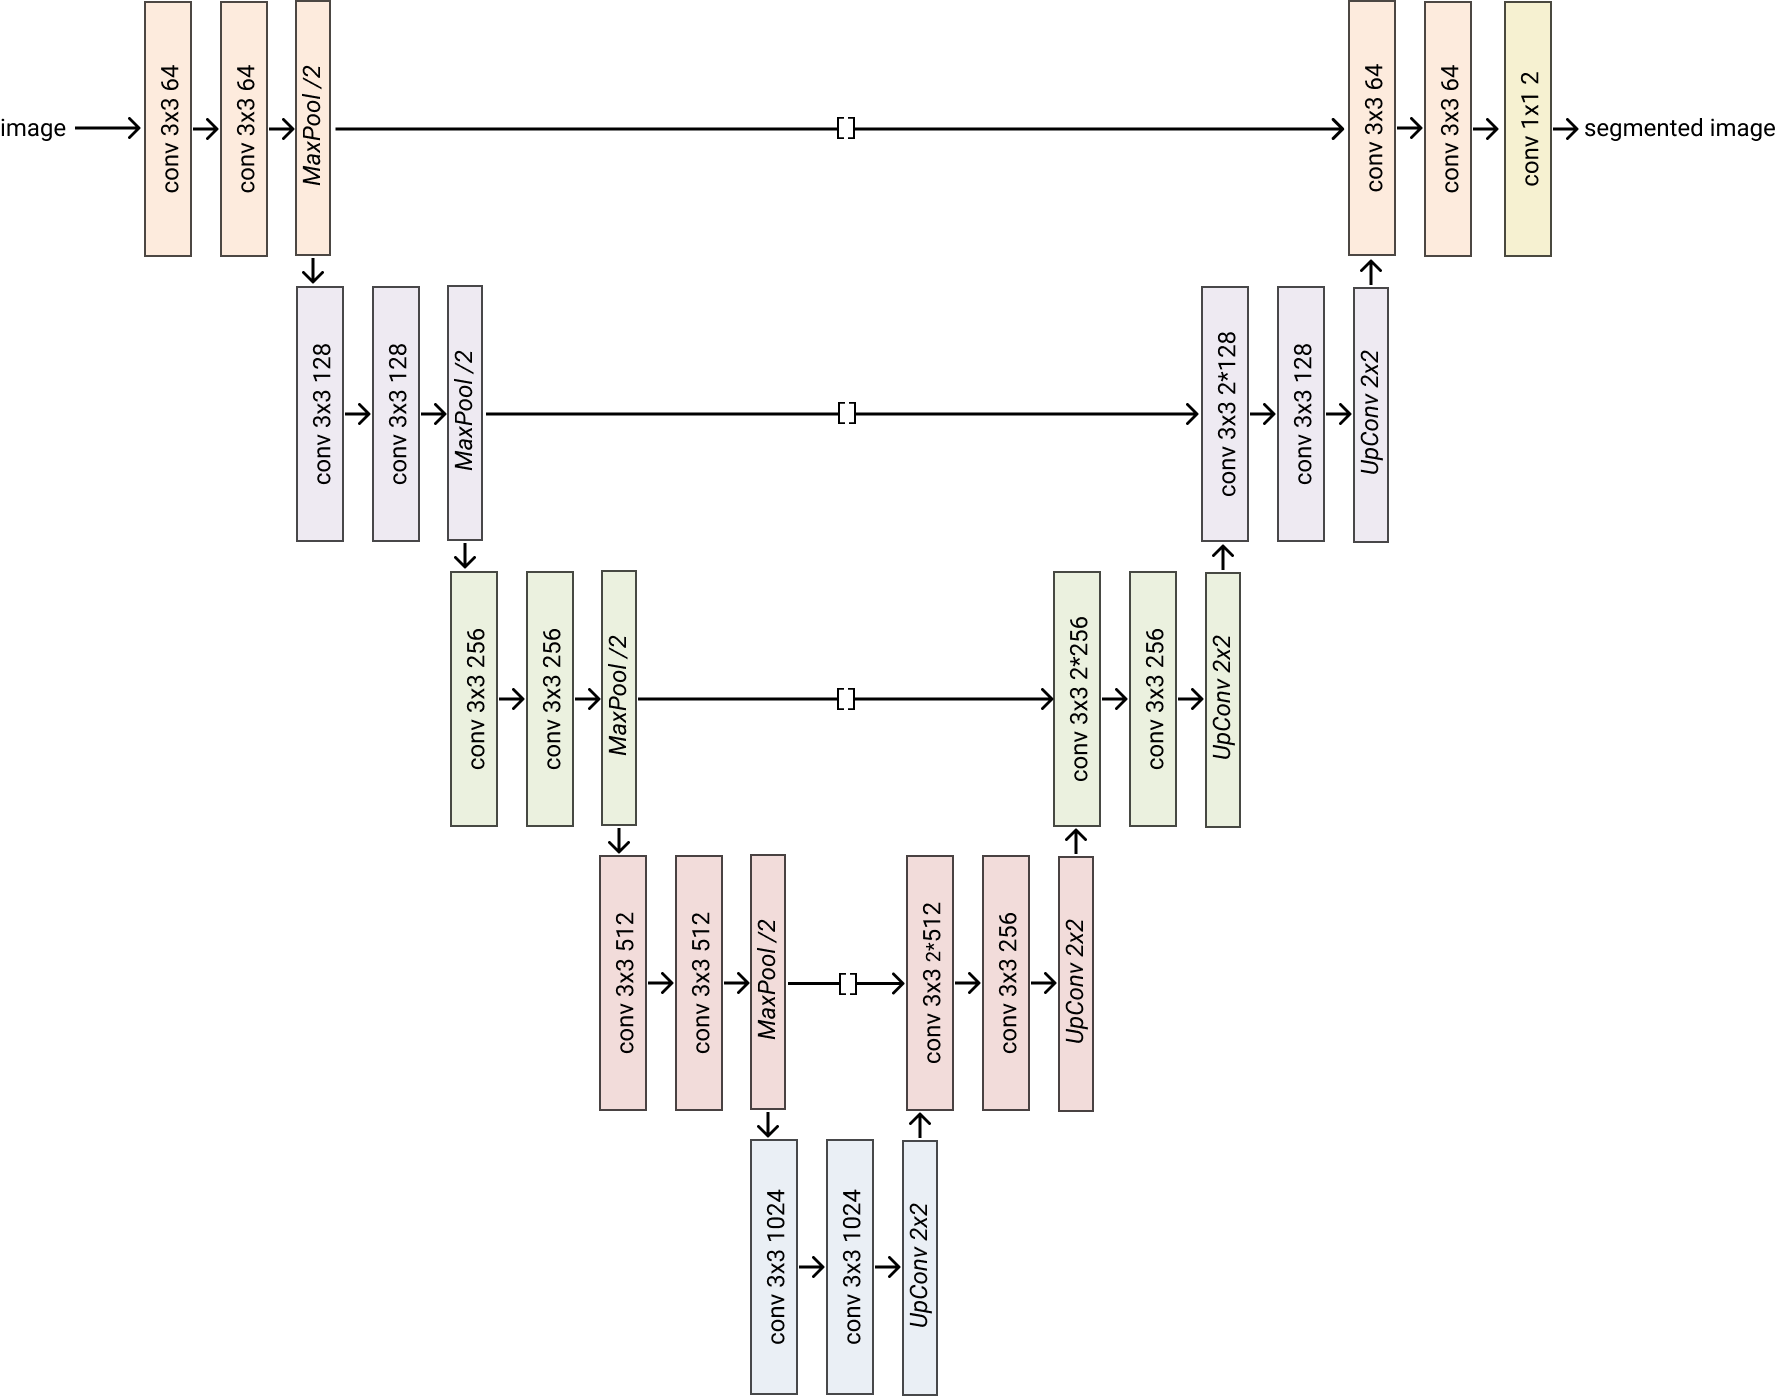 image
conv 3x3 64
conv 3x3 64
MaxPool /2
[]
conv 3x3 64
conv 3x3 64
conv 1x1 2
segmented image
conv 3x3 128
conv 3x3 128
MaxPool /2
[]
conv 3x3 2*128
conv 3x3 128
UpConv 2x2
conv 3x3 256
conv 3x3 256
MaxPool /2
[]
conv 3x3 2*256
conv 3x3 256
UpConv 2x2
conv 3x3 512
conv 3x3 512
MaxPool /2
[]
conv 3x3 2*512
conv 3x3 256
UpConv 2x2
conv 3x3 1024
conv 3x3 1024
UpConv 2x2